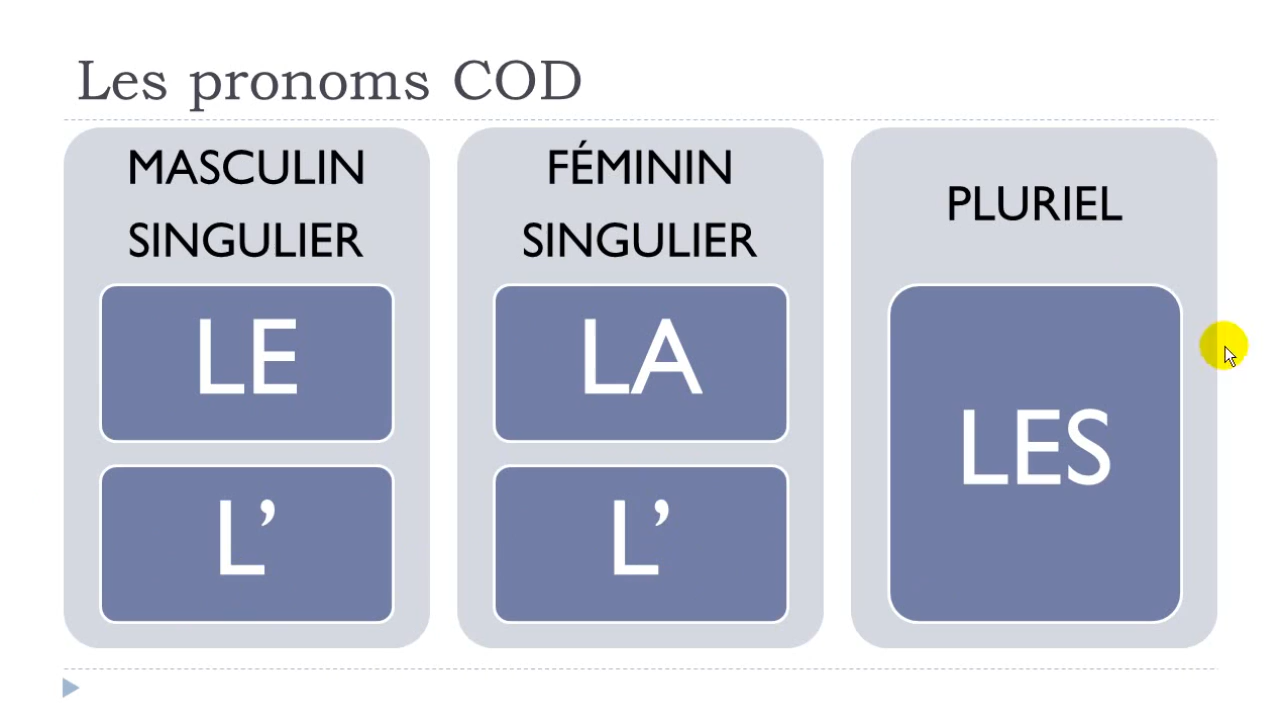 Les pronoms COD
MASCULIN
SINGULIER
LE
L’
FÉMININ
SINGULIER
LA
L’
PLURIEL
LES